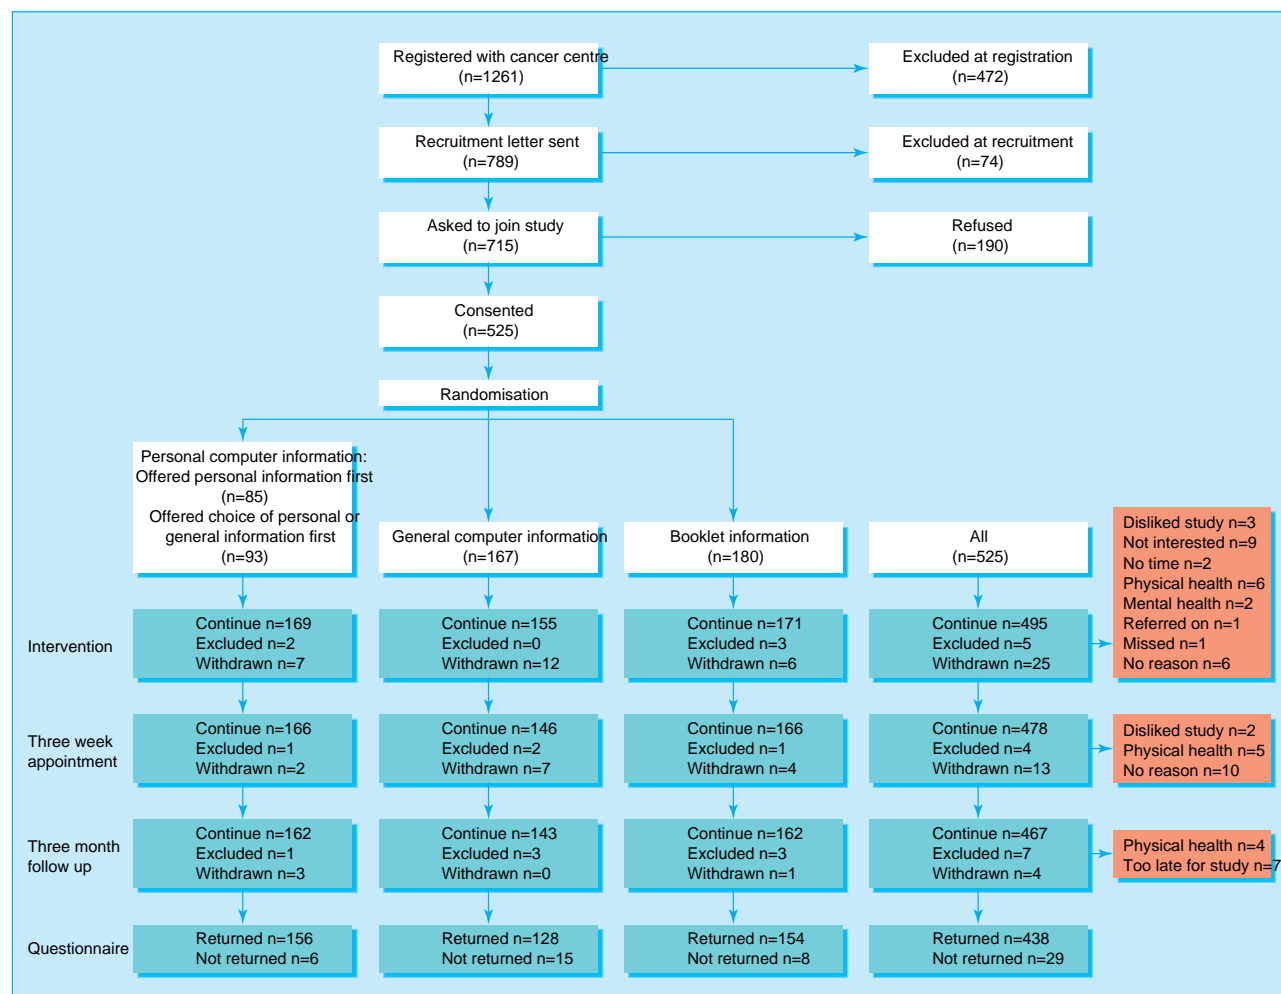 Registered with cancer centre
(n=1261)
Excluded at registration
(n=472)
Recruitment letter sent
(n=789)
Excluded at recruitment
(n=74)
Asked to join study
(n=715)
Refused
(n=190)
Consented
(n=525)
Randomisation
Personal computer information:
Offered personal information first
(n=85)
Offered choice of personal or
general information first
(n=93)
General computer information
(n=167)
Booklet information
(n=180)
All
(n=525)
Disliked study n=3
Not interested n=9
No time n=2
Physical health n=6
Mental health n=2
Referred on n=1
Missed n=1
No reason n=6
Intervention
Continue n=169
Excluded n=2
Withdrawn n=7
Continue n=155
Excluded n=0
Withdrawn n=12
Continue n=171
Excluded n=3
Withdrawn n=6
Continue n=495
Excluded n=5
Withdrawn n=25
Three week
appointment
Continue n=166
Excluded n=1
Withdrawn n=2
Continue n=146
Excluded n=2
Withdrawn n=7
Continue n=166
Excluded n=1
Withdrawn n=4
Continue n=478
Excluded n=4
Withdrawn n=13
Disliked study n=2
Physical health n=5
No reason n=10
Three month
follow up
Continue n=162
Excluded n=1
Withdrawn n=3
Continue n=143
Excluded n=3
Withdrawn n=0
Continue n=162
Excluded n=3
Withdrawn n=1
Continue n=467
Excluded n=7
Withdrawn n=4
Physical health n=4
Too late for study n=7
Questionnaire
Returned n=156
Not returned n=6
Returned n=128
Not returned n=15
Returned n=154
Not returned n=8
Returned n=438
Not returned n=29